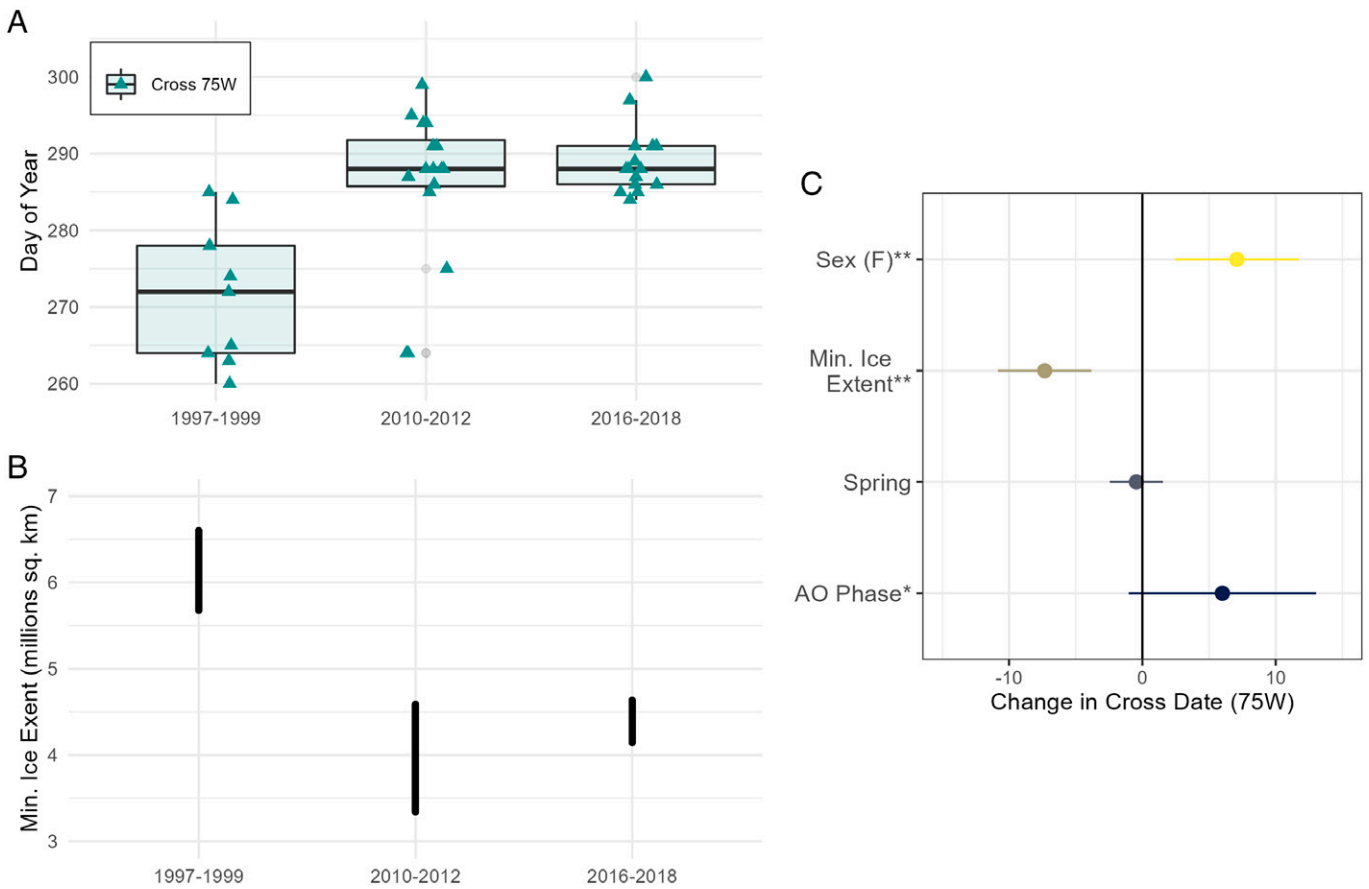 A
Cross 75W
Day of Year
300
290
280
270
260
1997-1999
2010-2012
2016-2018
B
Min. Ice Exent (millions sq. km)
7
6
5
4
3
1997-1999
2010-2012
2016-2018
C
Sex (F)**
Min. Ice
Extent**
Spring
AO Phase*
-10
0
10
Change in Cross Date (75W)